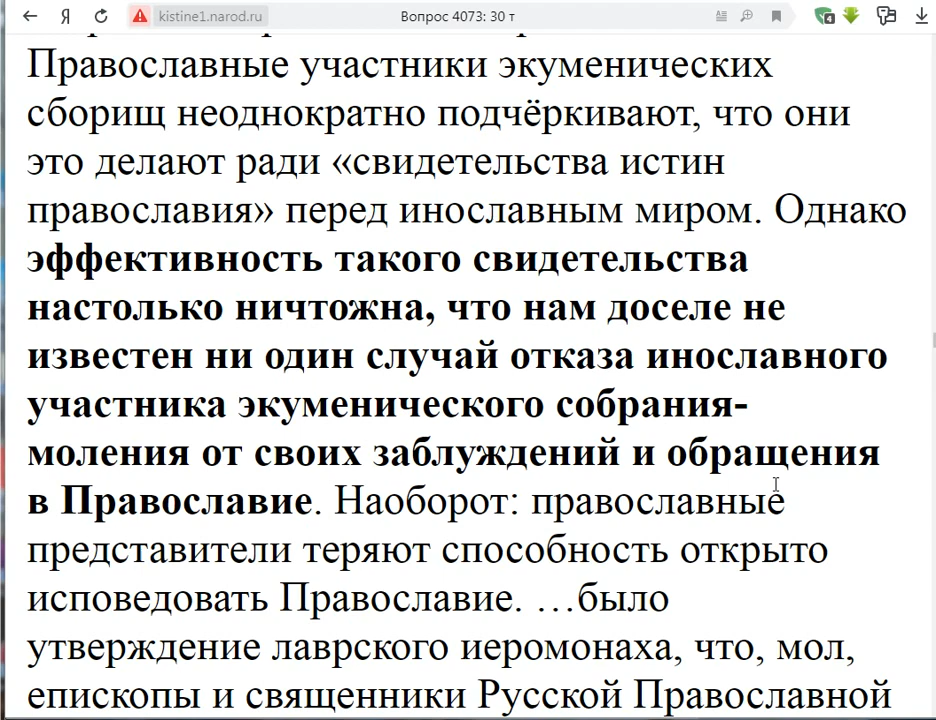 kistine1.narod.ru
Вопрос 4073: 30 т
4
Православные участники экуменических
сборищ неоднократно подчёркивают, что они
это делают ради «свидетельства истин
православия» перед инославным миром. Однако
эффективность такого свидетельства
настолько ничтожна, что нам доселе не
известен ни один случай отказа инославного
участника экуменического собрания-
моления от своих заблуждений и обращения
в Православие. Наоборот: православные
представители теряют способность открыто
исповедовать Православие. …было
утверждение лаврского иеромонаха, что, мол,
епископы и священники Русской Православной